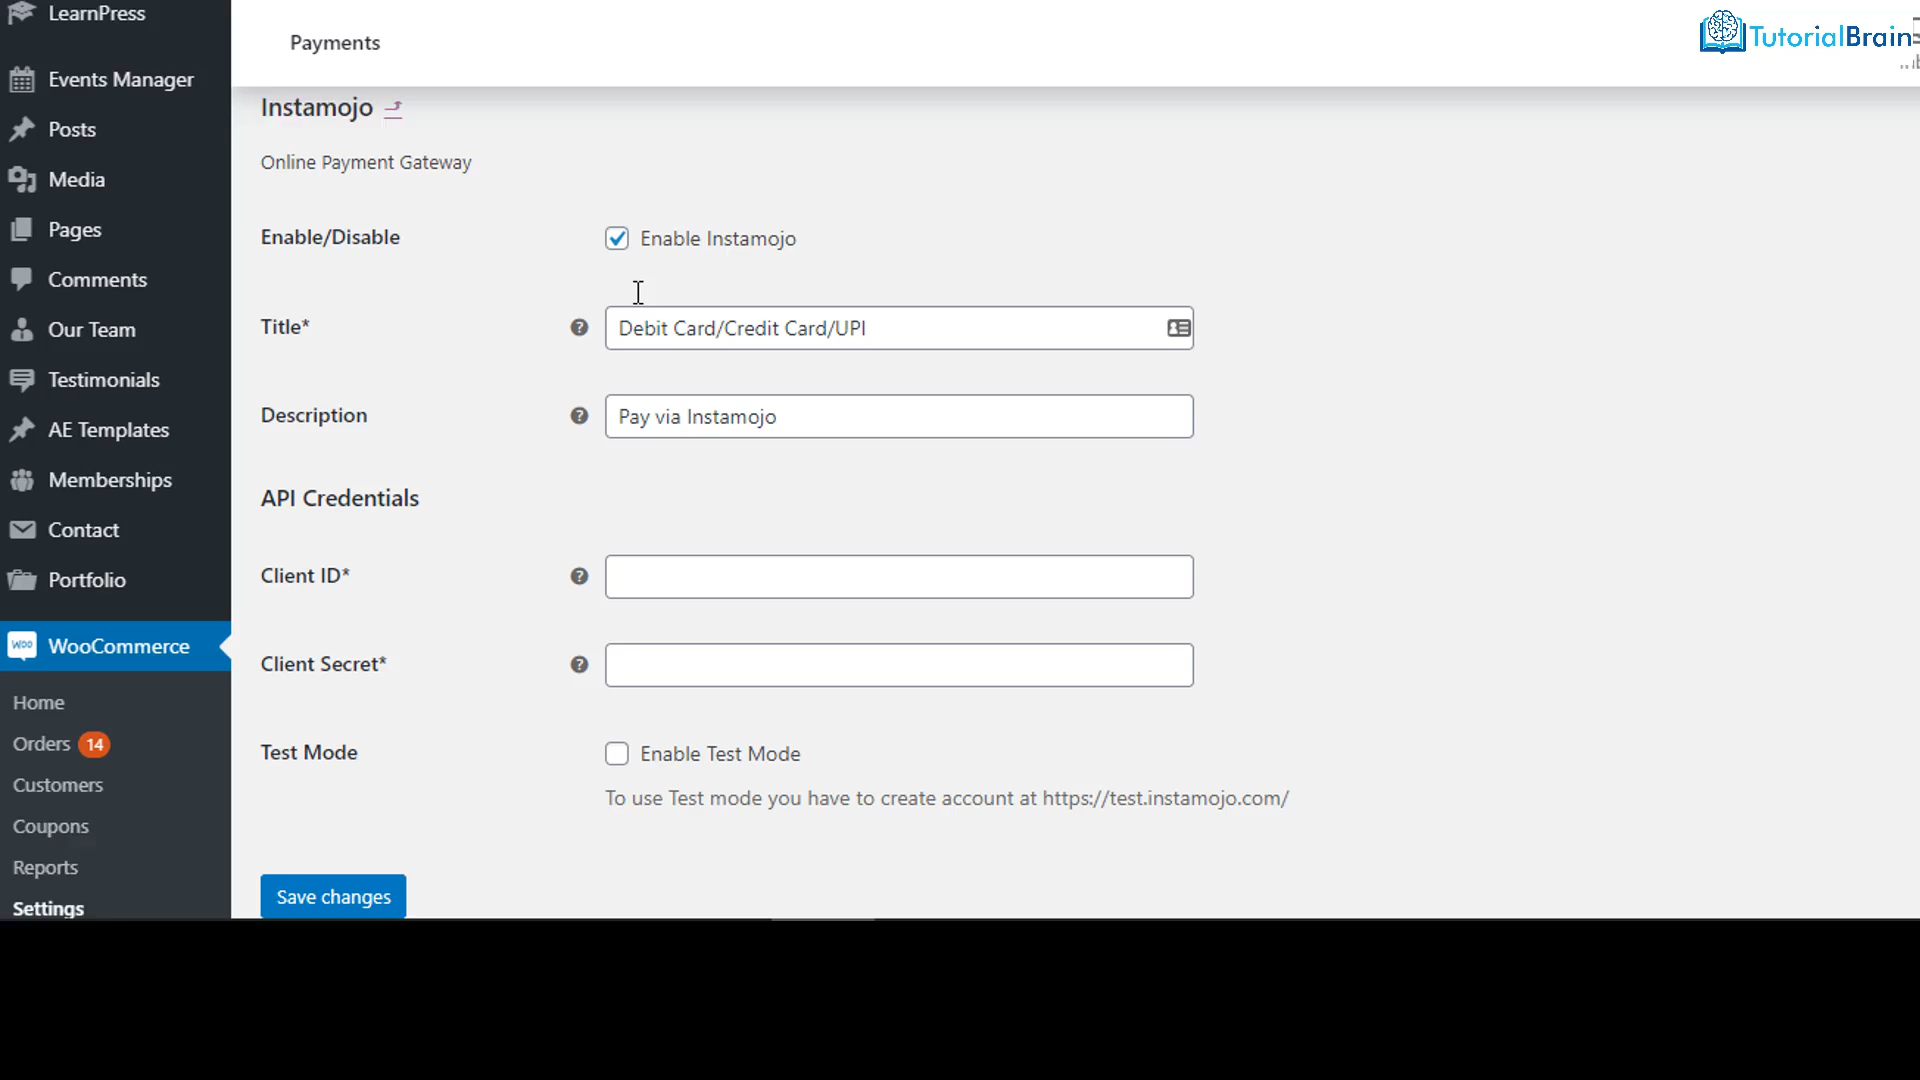 LearnPress
Events Manager
Posts
Media
Pages
Comments
Our Team
Testimonials
AE Templates
Memberships
Contact
Portfolio
WOO WooCommerce
Home
Orders 14
Customers
Coupons
Reports
Settings
Payments
TutorialBrain
Instamojo
Online Payment Gateway
Enable/Disable
Enable Instamojo
Title*
Debit Card/Credit Card/UPI
Description
Pay via Instamojo
API Credentials
Client ID*
Client Secret*
Test Mode
Enable Test Mode
To use Test mode you have to create account at https://test.instamojo.com/
Save changes